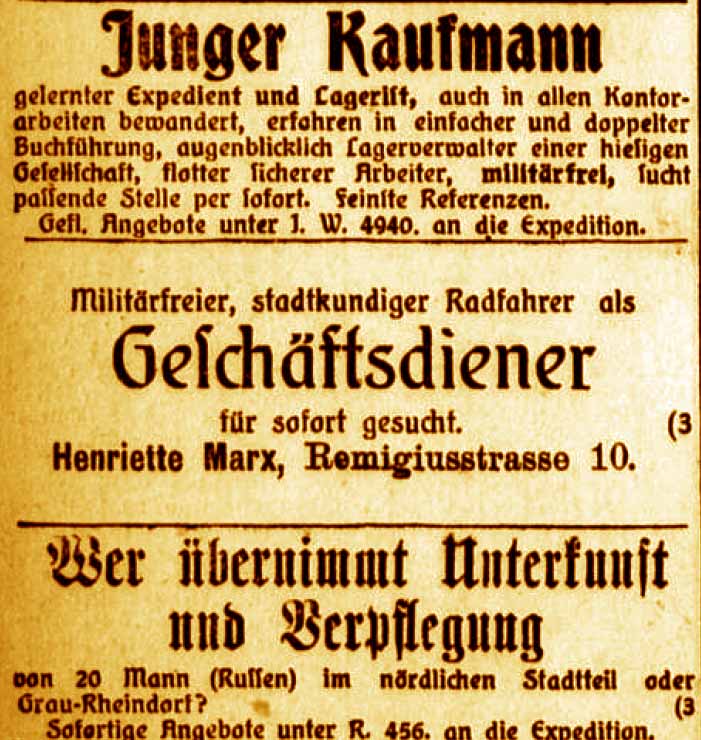 Junger Kaufmann
gelernter Expedient und Lagerist, auch in allen Kontor-
arbeiten bewandert, erfahren in einfacher und doppelter
Buchführung, augenblicklich Lagerverwalter einer hiesigen
Gesellschaft, flotter sicherer Arbeiter, militärfrei, sucht
passende Stelle per sofort. Feinste Referenzen.
Gefl. Angebote unter J. W. 4940. an die Expedition.
Militärfreier, stadtkundiger Radfahrer als
Geschäftsdiener
für sofort gesucht. (3
Henriette Marx, Remigiusstrasse 10.
Wer übernimmt Unterkunft
und Verpflegung
von 20 Mann (Russen) im nördlichen Stadtteil oder
Grau-Rheindorf? (3
Sofortige Angebote unter R. 456. an die Expedition.